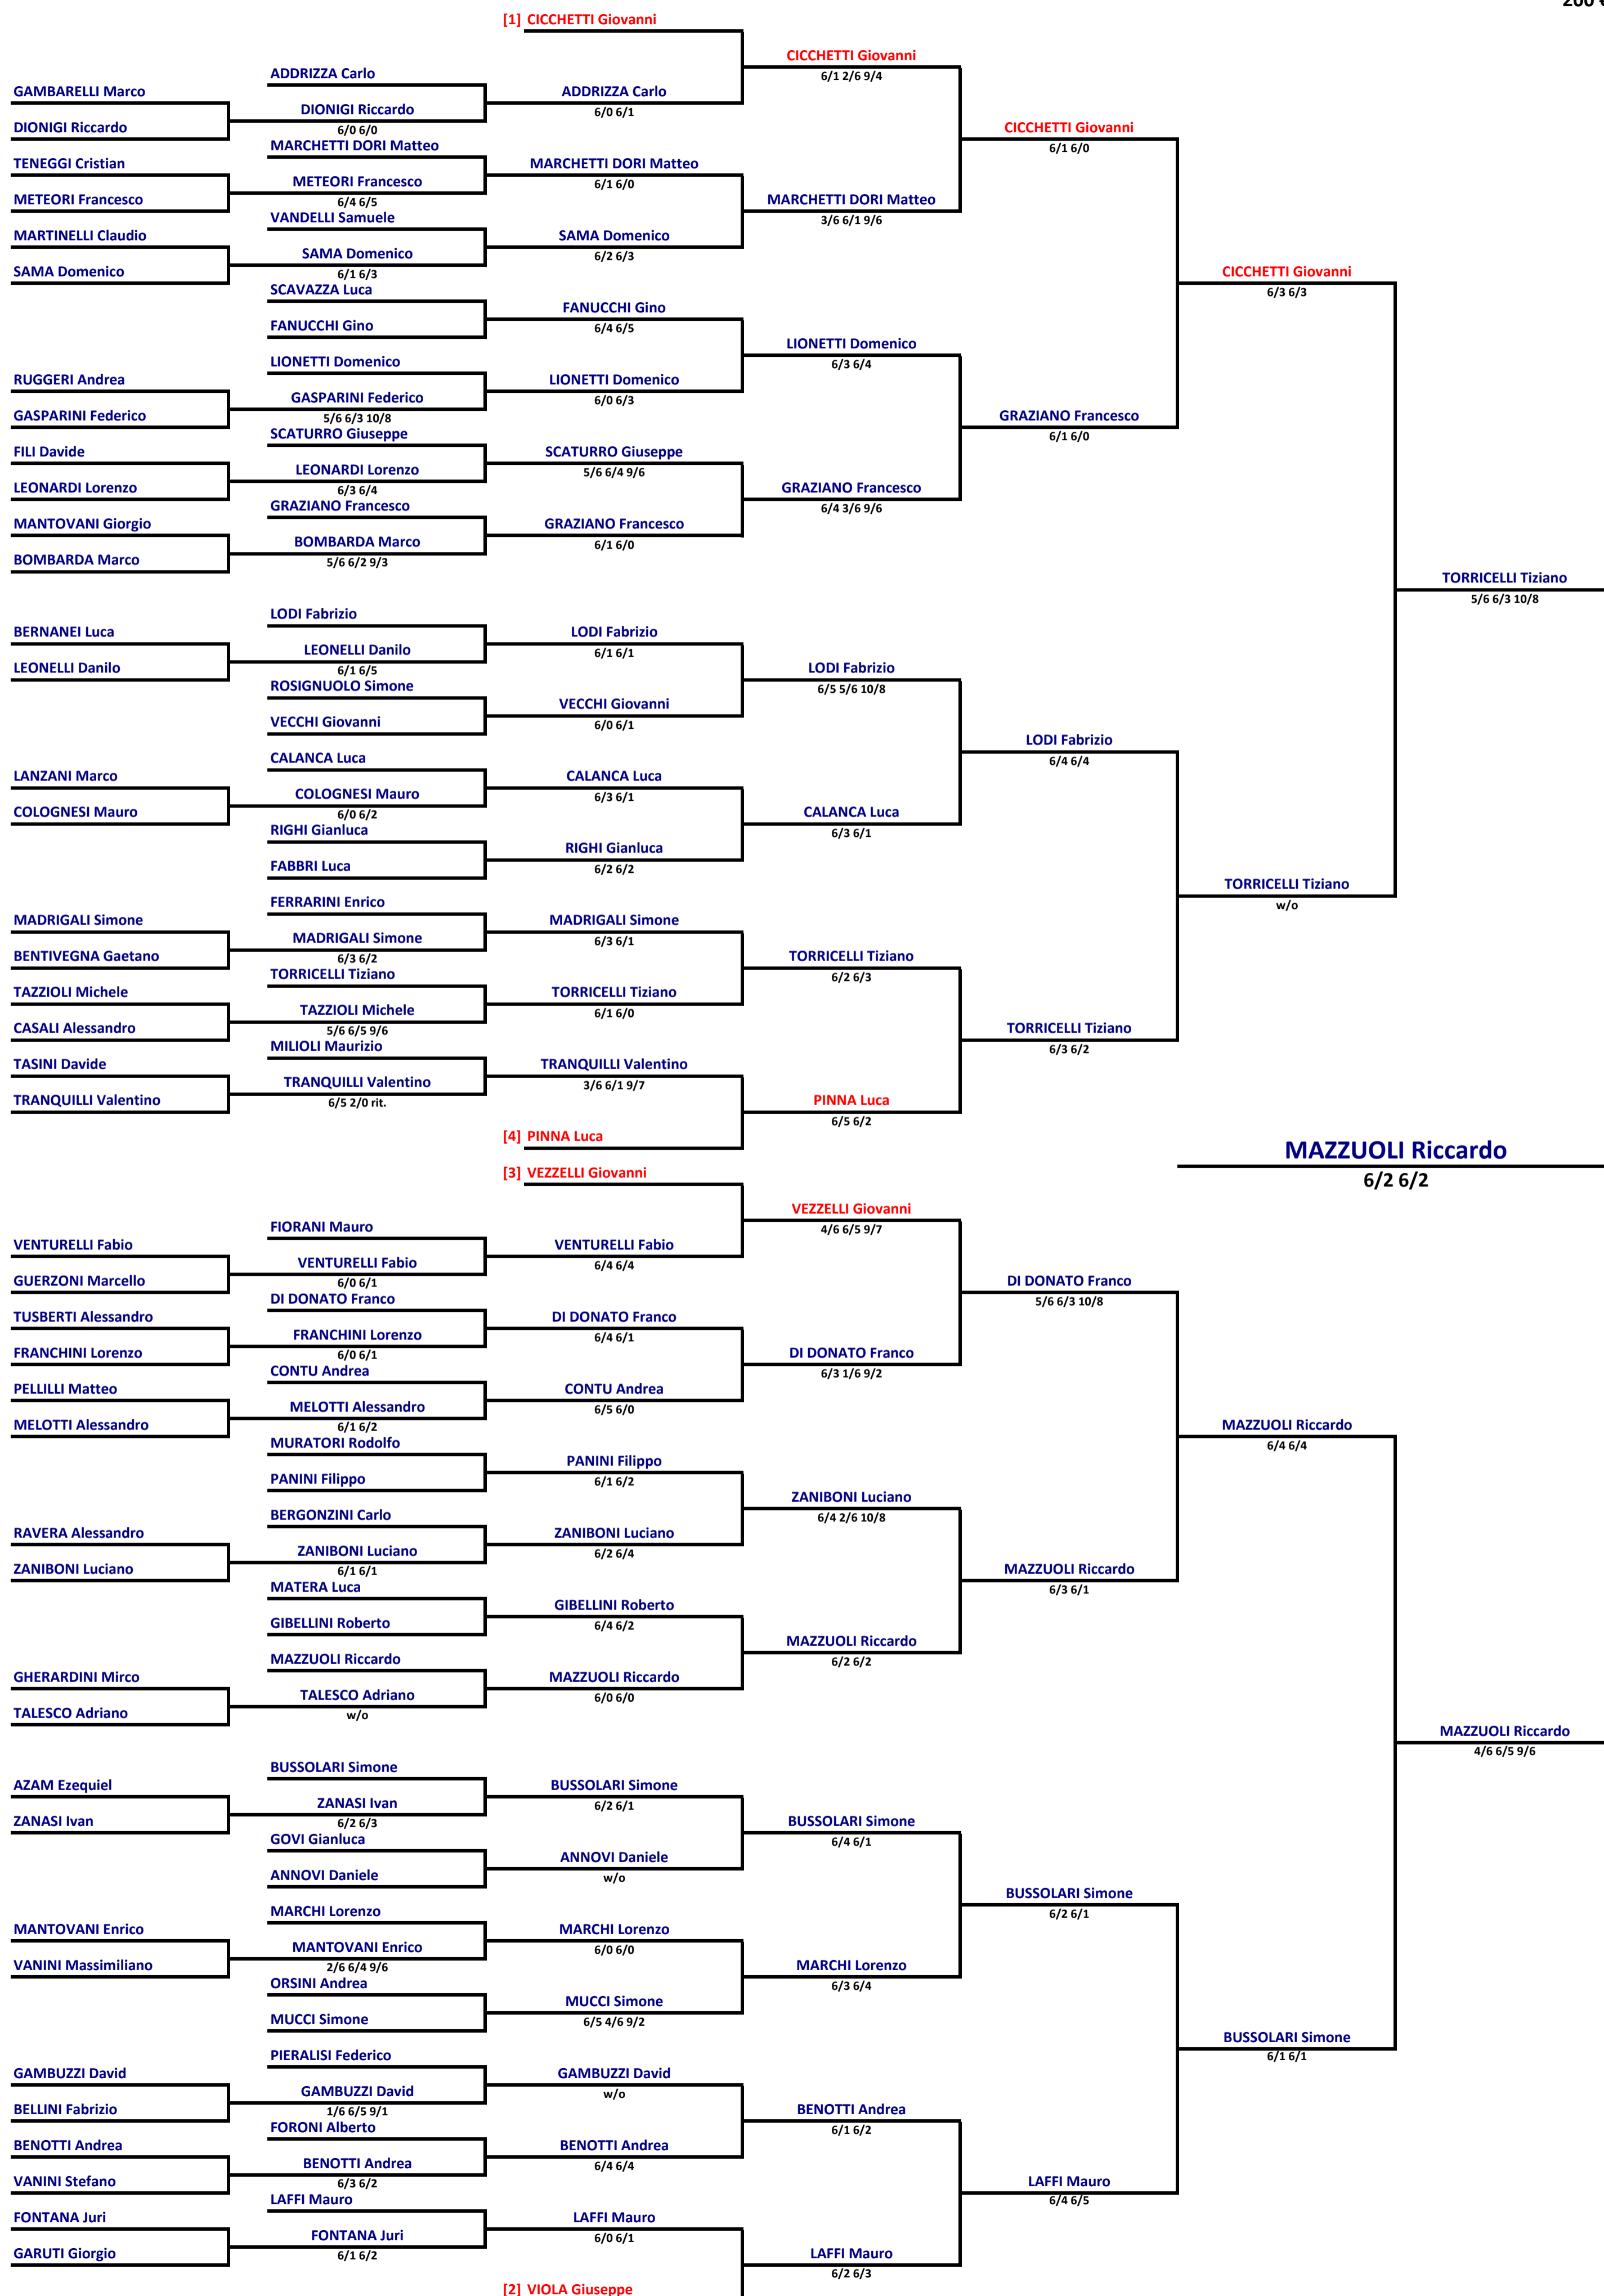 200 €
[1] CICCHETTI Giovanni
CICCHETTI Giovanni
6/1 2/6 9/4
ADDRIZZA Carlo
GAMBARELLI Marco
ADDRIZZA Carlo
6/0 6/1
DIONIGI Riccardo
6/0 6/0
DIONIGI Riccardo
CICCHETTI Giovanni
6/1 6/0
MARCHETTI DORI Matteo
TENEGGI Cristian
MARCHETTI DORI Matteo
6/1 6/0
METEORI Francesco
6/4 6/5
METEORI Francesco
MARCHETTI DORI Matteo
3/6 6/1 9/6
VANDELLI Samuele
MARTINELLI Claudio
SAMA Domenico
6/2 6/3
SAMA Domenico
6/1 6/3
SAMA Domenico
CICCHETTI Giovanni
6/3 6/3
SCAVAZZA Luca
FANUCCHI Gino
6/4 6/5
FANUCCHI Gino
LIONETTI Domenico
6/3 6/4
LIONETTI Domenico
RUGGERI Andrea
LIONETTI Domenico
6/0 6/3
GASPARINI Federico
5/6 6/3 10/8
GASPARINI Federico
GRAZIANO Francesco
6/1 6/0
SCATURRO Giuseppe
FILI Davide
SCATURRO Giuseppe
5/6 6/4 9/6
LEONARDI Lorenzo
6/3 6/4
LEONARDI Lorenzo
GRAZIANO Francesco
6/4 3/6 9/6
GRAZIANO Francesco
MANTOVANI Giorgio
GRAZIANO Francesco
6/1 6/0
BOMBARDA Marco
5/6 6/2 9/3
BOMBARDA Marco
TORRICELLI Tiziano
5/6 6/3 10/8
LODI Fabrizio
BERNANEI Luca
LODI Fabrizio
6/1 6/1
LEONELLI Danilo
6/1 6/5
LEONELLI Danilo
LODI Fabrizio
6/5 5/6 10/8
ROSIGNUOLO Simone
VECCHI Giovanni
6/0 6/1
VECCHI Giovanni
LODI Fabrizio
6/4 6/4
CALANCA Luca
LANZANI Marco
CALANCA Luca
6/3 6/1
COLOGNESI Mauro
6/0 6/2
COLOGNESI Mauro
CALANCA Luca
6/3 6/1
RIGHI Gianluca
RIGHI Gianluca
6/2 6/2
FABBRI Luca
TORRICELLI Tiziano
w/o
FERRARINI Enrico
MADRIGALI Simone
MADRIGALI Simone
6/3 6/1
MADRIGALI Simone
6/3 6/2
BENTIVEGNA Gaetano
TORRICELLI Tiziano
6/2 6/3
TORRICELLI Tiziano
TAZZIOLI Michele
TORRICELLI Tiziano
6/1 6/0
TAZZIOLI Michele
5/6 6/5 9/6
CASALI Alessandro
TORRICELLI Tiziano
6/3 6/2
MILIOLI Maurizio
TASINI Davide
TRANQUILLI Valentino
3/6 6/1 9/7
TRANQUILLI Valentino
6/5 2/0 rit.
TRANQUILLI Valentino
PINNA Luca
6/5 6/2
[4] PINNA Luca
MAZZUOLI Riccardo
6/2 6/2
[3] VEZZELLI Giovanni
VEZZELLI Giovanni
4/6 6/5 9/7
FIORANI Mauro
VENTURELLI Fabio
VENTURELLI Fabio
6/4 6/4
VENTURELLI Fabio
6/0 6/1
GUERZONI Marcello
DI DONATO Franco
5/6 6/3 10/8
DI DONATO Franco
TUSBERTI Alessandro
DI DONATO Franco
6/4 6/1
FRANCHINI Lorenzo
6/0 6/1
FRANCHINI Lorenzo
DI DONATO Franco
6/3 1/6 9/2
CONTU Andrea
PELLILLI Matteo
CONTU Andrea
6/5 6/0
MELOTTI Alessandro
6/1 6/2
MELOTTI Alessandro
MAZZUOLI Riccardo
6/4 6/4
MURATORI Rodolfo
PANINI Filippo
6/1 6/2
PANINI Filippo
ZANIBONI Luciano
6/4 2/6 10/8
BERGONZINI Carlo
RAVERA Alessandro
ZANIBONI Luciano
6/2 6/4
ZANIBONI Luciano
6/1 6/1
ZANIBONI Luciano
MAZZUOLI Riccardo
6/3 6/1
MATERA Luca
GIBELLINI Roberto
6/4 6/2
GIBELLINI Roberto
MAZZUOLI Riccardo
6/2 6/2
MAZZUOLI Riccardo
GHERARDINI Mirco
MAZZUOLI Riccardo
6/0 6/0
TALESCO Adriano
w/o
TALESCO Adriano
MAZZUOLI Riccardo
4/6 6/5 9/6
BUSSOLARI Simone
AZAM Ezequiel
BUSSOLARI Simone
6/2 6/1
ZANASI Ivan
6/2 6/3
ZANASI Ivan
BUSSOLARI Simone
6/4 6/1
GOVI Gianluca
ANNOVI Daniele
w/o
ANNOVI Daniele
BUSSOLARI Simone
6/2 6/1
MARCHI Lorenzo
MANTOVANI Enrico
MARCHI Lorenzo
6/0 6/0
MANTOVANI Enrico
2/6 6/4 9/6
VANINI Massimiliano
MARCHI Lorenzo
6/3 6/4
ORSINI Andrea
MUCCI Simone
6/5 4/6 9/2
MUCCI Simone
BUSSOLARI Simone
6/1 6/1
PIERALISI Federico
GAMBUZZI David
GAMBUZZI David
w/o
GAMBUZZI David
1/6 6/5 9/1
BELLINI Fabrizio
BENOTTI Andrea
6/1 6/2
FORONI Alberto
BENOTTI Andrea
BENOTTI Andrea
6/4 6/4
BENOTTI Andrea
6/3 6/2
VANINI Stefano
LAFFI Mauro
6/4 6/5
LAFFI Mauro
FONTANA Juri
LAFFI Mauro
6/0 6/1
FONTANA Juri
6/1 6/2
GARUTI Giorgio
LAFFI Mauro
6/2 6/3
[2] VIOLA Giuseppe